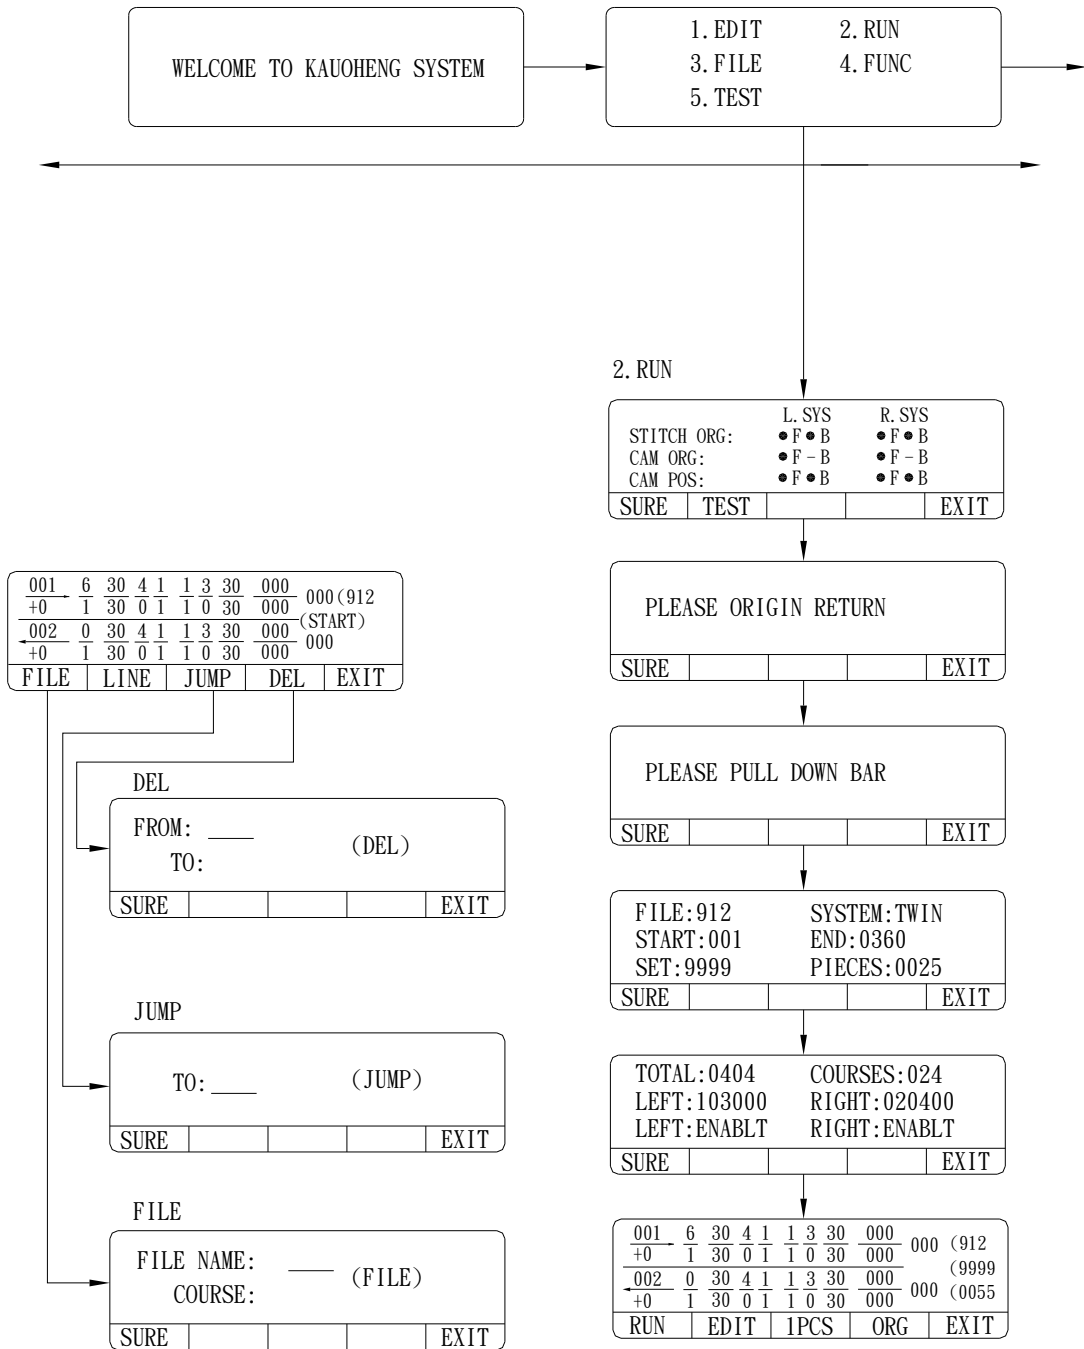 WELCOME TO KAUOHENG SYSTEM
1.EDIT 2.RUN
3.FILE 4.FUNC
5.TEST
2.RUN
L.SYS R.SYS
STITCH ORG: ●F●B ●F●B
CAM ORG: ●F-B ●F-B
CAM POS: ●F●B ●F●B
SURE TEST EXIT
PLEASE ORIGIN RETURN
SURE EXIT
PLEASE PULL DOWN BAR
SURE EXIT
FILE:912 SYSTEM:TWIN
START:001 END:0360
SET:9999 PIECES:0025
SURE EXIT
TOTAL:0404 COURSES:024
LEFT:103000 RIGHT:020400
LEFT:ENABLT RIGHT:ENABLT
SURE EXIT
001 6 30 4 1 1 3 30 000 000 (912
+0 1 30 0 1 1 0 30 000
(9999
002 0 30 4 1 1 3 30 000 000 (0055
+0 1 30 0 1 1 0 30 000
RUN EDIT 1PCS ORG EXIT
001 6 30 4 1 1 3 30 000 000(912
+0 1 30 0 1 1 0 30 000
(START)
002 0 30 4 1 1 3 30 000 000
+0 1 30 0 1 1 0 30 000
FILE LINE JUMP DEL EXIT
DEL
FROM: ____ (DEL)
TO:
SURE EXIT
JUMP
TO:____ (JUMP)
SURE EXIT
FILE
FILE NAME: ____ (FILE)
COURSE:
SURE EXIT